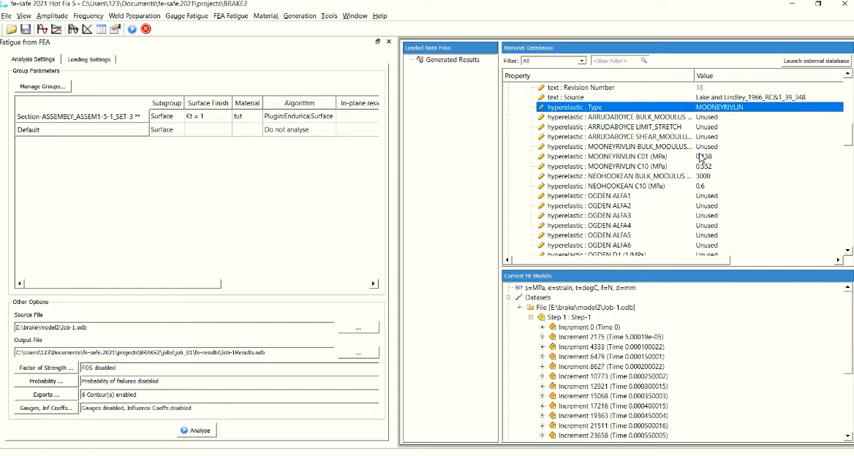 fe-safe 2021 Hot Fix 5 - C:\Users\123\Documents\fe-safe.2021\projects\BRAKE2
File View Amplitude Frequency Weld Preparation Gauge Fatigue FEA Fatigue Material Generation Tools Window Help
Fatigue from FEA
Analysis Settings Loading Settings
Group Parameters
Manage Groups...
Subgroup Surface Finish Material Algorithm In-plane resi
Section-ASSEMBLY_ASSEM1-5-1_SET-3 ** Surface Kt = 1 tut Plugin:Endurica:Surface
Default Surface Do not analyse
Other Options
Source File
E:\brake\model2\Job-1.odb
...
Output File
C:\Users\123\Documents\fe-safe.2021\projects\BRAKE2\jobs\job_01\fe-results\Job-1Results.odb
...
Factor of Strength ... FOS disabled
Probability ... Probability of failures disabled
Exports ... 6 Contour(s) enabled
Gauges, Inf Coeffs... Gauges disabled, Influence Coeffs disabled
Analyse
Loaded Data Files
Generated Results
Material Databases
Filter: All <New Filter> Launch external database
Property Value
text : Revision Number 18
text : Source Lake and Lindley_1966_RC&T_39_348
hyperelastic : Type MOONEYRIVLIN
hyperelastic : ARRUDABOYCE BULK_MODULUS ... Unused
hyperelastic : ARRUDABOYCE LIMIT_STRETCH Unused
hyperelastic : ARRUDABOYCE SHEAR_MODUL... Unused
hyperelastic : MOONEYRIVLIN BULK_MODULUS... Unused
hyperelastic : MOONEYRIVLIN C01 (MPa)
hyperelastic : MOONEYRIVLIN C10 (MPa) 0.552
hyperelastic : NEOHOOKEAN BULK_MODULUS ... 3000
hyperelastic : NEOHOOKEAN C10 (MPa) 0.6
hyperelastic : OGDEN ALFA1 Unused
hyperelastic : OGDEN ALFA2 Unused
hyperelastic : OGDEN ALFA3 Unused
hyperelastic : OGDEN ALFA4 Unused
hyperelastic : OGDEN ALFA5 Unused
hyperelastic : OGDEN ALFA6 Unused
hyperelastic : OGDEN D1 (1/MPa) Unused
Current FE Models
s=MPa, e=strain, t=degC, f=N, d=mm
Datasets
File [E:\brake\model2\Job-1.odb]
Step 1 : Step-1
Increment 0 (Time 0)
Increment 2175 (Time 5.00019e-05)
Increment 4333 (Time 0.000100022)
Increment 6479 (Time 0.000150001)
Increment 8627 (Time 0.000200022)
Increment 10773 (Time 0.000250002)
Increment 12921 (Time 0.000300015)
Increment 15068 (Time 0.000350003)
Increment 17216 (Time 0.000400015)
Increment 19363 (Time 0.000450004)
Increment 21511 (Time 0.000500016)
Increment 23658 (Time 0.000550005)